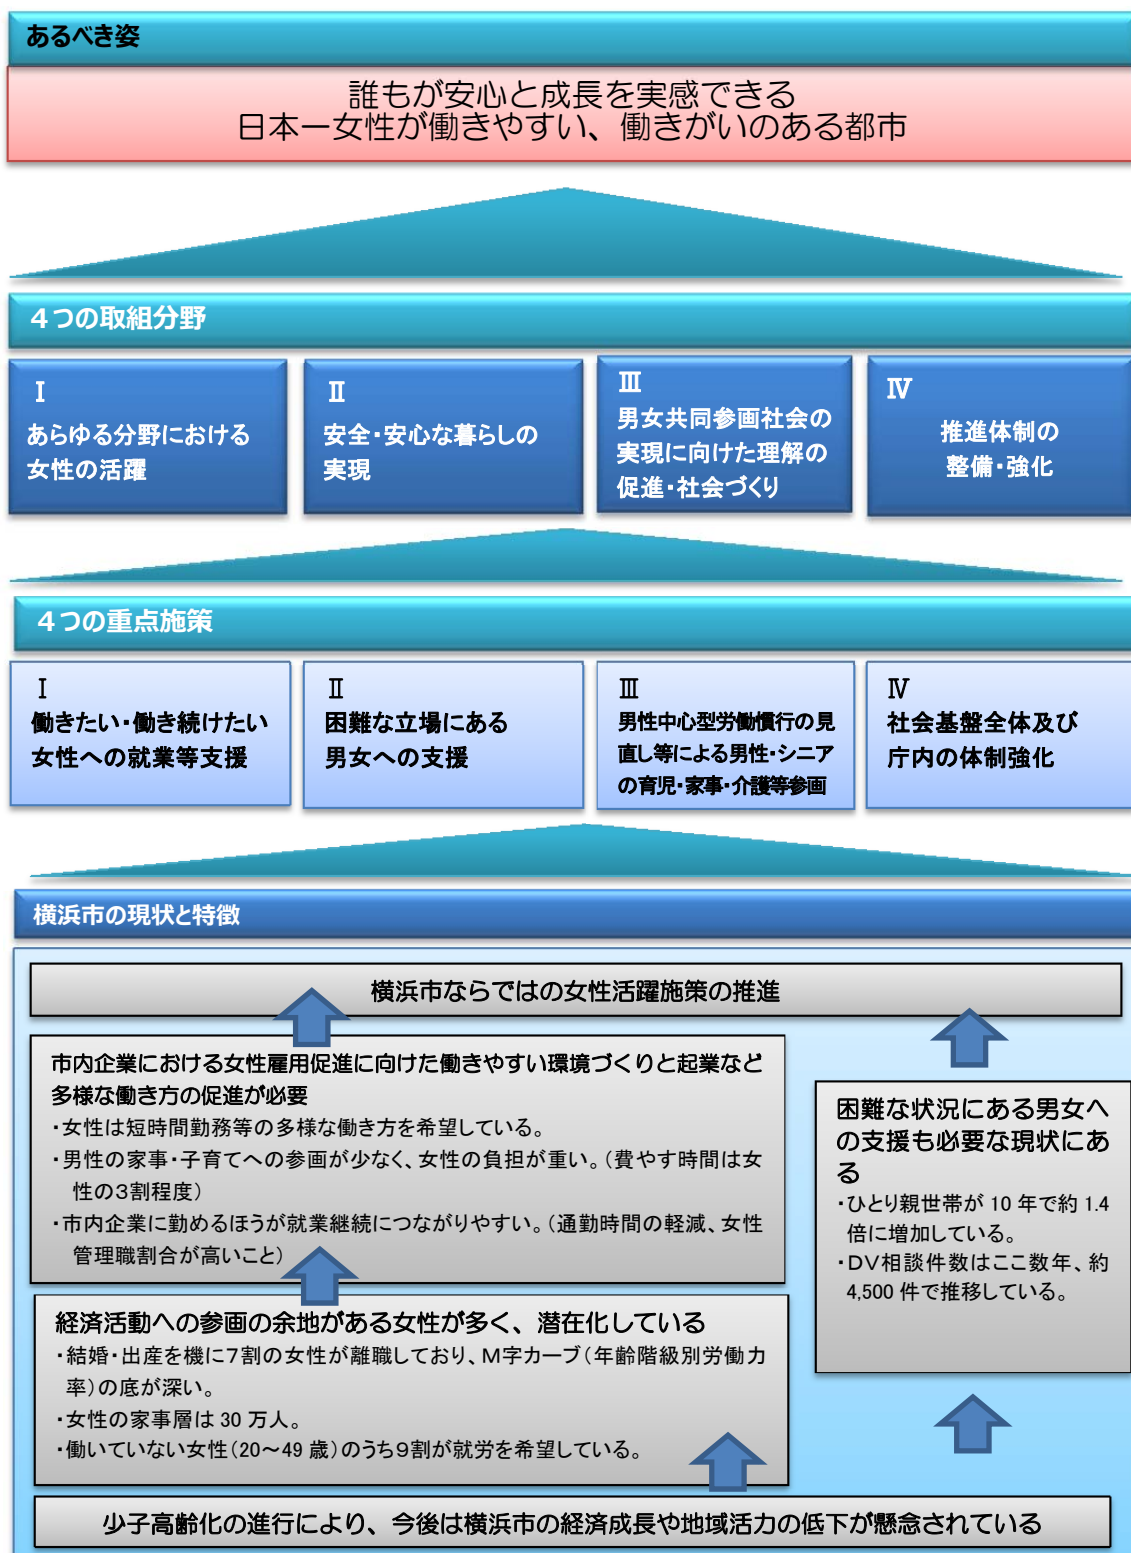 あるべき姿
誰もが安心と成長を実感できる
日本一女性が働きやすい、働きがいのある都市
４つの取組分野
Ⅰ
あらゆる分野における
女性の活躍
Ⅱ
安全・安心な暮らしの
実現
Ⅲ
男女共同参画社会の
実現に向けた理解の
促進・社会づくり
Ⅳ
推進体制の
整備・強化
４つの重点施策
Ⅰ
働きたい・働き続けたい
女性への就業等支援
Ⅱ
困難な立場にある
男女への支援
Ⅲ
男性中心型労働慣行の見
直し等による男性・シニア
の育児・家事・介護等参画
Ⅳ
社会基盤全体及び
庁内の体制強化
横浜市の現状と特徴
横浜市ならではの女性活躍施策の推進
市内企業における女性雇用促進に向けた働きやすい環境づくりと起業など
多様な働き方の促進が必要
・女性は短時間勤務等の多様な働き方を希望している。
・男性の家事・子育てへの参画が少なく、女性の負担が重い。（費やす時間は女
性の３割程度）
・市内企業に勤めるほうが就業継続につながりやすい。（通勤時間の軽減、女性
管理職割合が高いこと）
困難な状況にある男女へ
の支援も必要な現状にあ
る
・ひとり親世帯が 10 年で約 1.4
倍に増加している。
・ＤＶ相談件数はここ数年、約
4,500 件で推移している。
経済活動への参画の余地がある女性が多く、潜在化している
・結婚・出産を機に７割の女性が離職しており、Ｍ字カーブ（年齢階級別労働力
率）の底が深い。
・女性の家事層は 30 万人。
・働いていない女性（20～49 歳）のうち９割が就労を希望している。
少子高齢化の進行により、今後は横浜市の経済成長や地域活力の低下が懸念されている